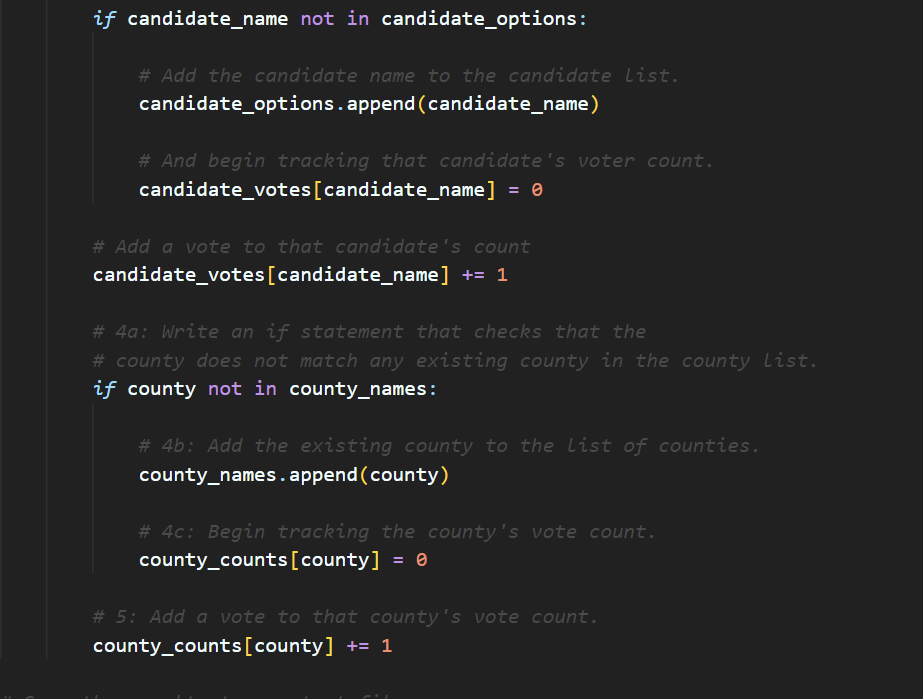 if candidate_name not in candidate_options:
# Add the candidate name to the candidate list.
candidate_options.append(candidate_name)
# And begin tracking that candidate's voter count.
candidate_votes[candidate_name] = 0
# Add a vote to that candidate's count
candidate_votes[candidate_name] += 1
# 4a: Write an if statement that checks that the
# county does not match any existing county in the county list.
if county not in county_names:
# 4b: Add the existing county to the list of counties.
county_names.append(county)
# 4c: Begin tracking the county's vote count.
county_counts[county] = 0
# 5: Add a vote to that county's vote count.
county_counts[county] += 1